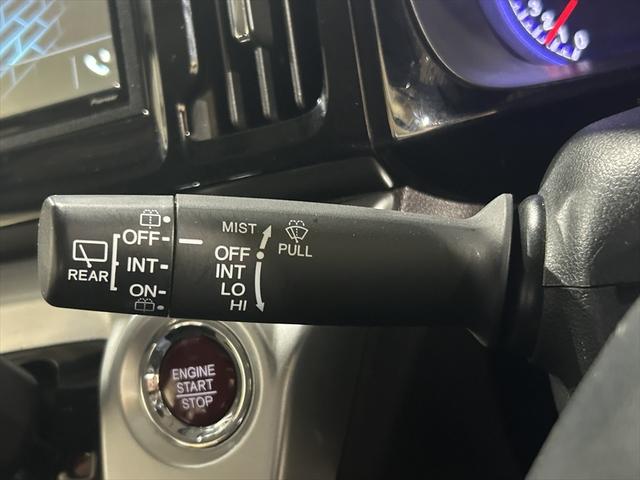 MIST
PULL
OFF
INT
LO
HI
REAR
OFF
INT
ON
ENGINE
START
STOP